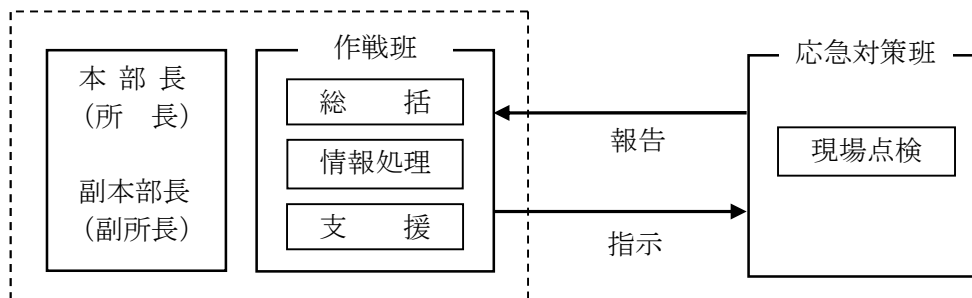 本 部 長
(所　長)
副本部長
(副所長)
作戦班
総　　括
情報処理
支　　援
報告
指示
応急対策班
現場点検